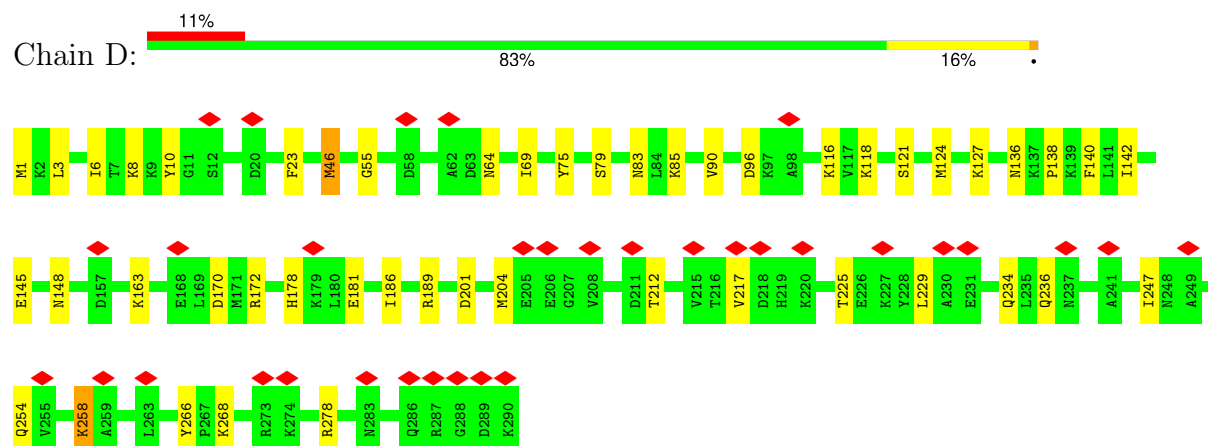 11%
Chain D:
83% 16% •
M1 K2 L3 I6 T7 K8 K9 Y10 G11 S12 D20 F23 M46 G55 D58 A62 D63 N64 I69 Y75 S79 N83 L84 K85 V90 D96 K97 A98 K116 V117 K118 S121 M124 K127 N136 K137 P138 K139 F140 L141 I142
E145 N148 D157 K163 E168 L169 D170 M171 R172 H178 K179 L180 E181 I186 R189 D201 M204 E205 E206 G207 V208 D211 T212 V215 T216 V217 D218 H219 K220 T225 E226 K227 Y228 L229 A230 E231 Q234 L235 Q236 N237 A241 I247 N248 A249
Q254 V255 K258 A259 L263 Y266 P267 K268 R273 K274 R278 N283 Q286 R287 G288 D289 K290